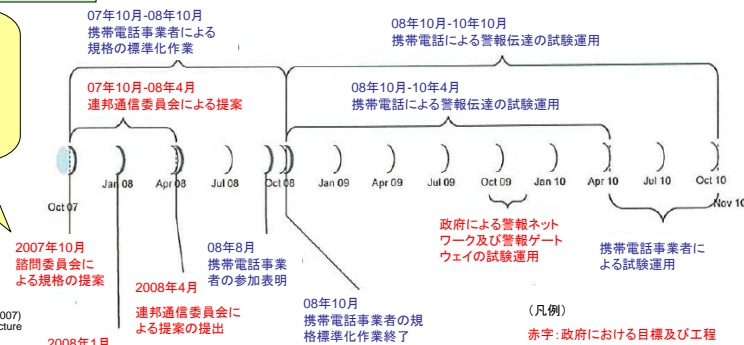 07年10月-08年10月
携帯電話事業者による
規格の標準化作業
08年10月-10年10月
携帯電話による警報伝達の試験運用
07年10月-08年4月
連邦通信委員会による提案
08年10月-10年4月
携帯電話による警報伝達の試験運用
Oct 07
Jan 08
Apr 08
Jul 08
Oct 08
Jan 09
Apr 09
Jul 09
Oct 09
Jan 10
Apr 10
Jul 10
Oct 10
Nov 10
2007年10月
諮問委員会に
よる規格の提案
2008年1月
2008年4月
連邦通信委員会に
よる提案の提出
08年8月
携帯電話事業
者の参加表明
08年10月
携帯電話事業者の規
格標準化作業終了
政府による警報ネット
ワーク及び警報ゲート
ウェイの試験運用
携帯電話事業者に
よる試験運用
(凡例)
赤字:政府における目標及び工程
2007)
cture